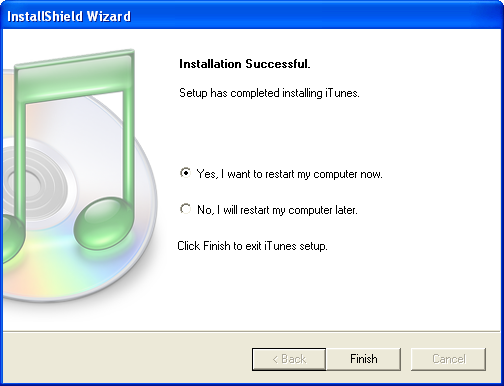 InstallShield Wizard
Installation Successful.
Setup has completed installing iTunes.
Yes, I want to restart my computer now.
No, I will restart my computer later.
Click Finish to exit iTunes setup.
< Back
Finish
Cancel